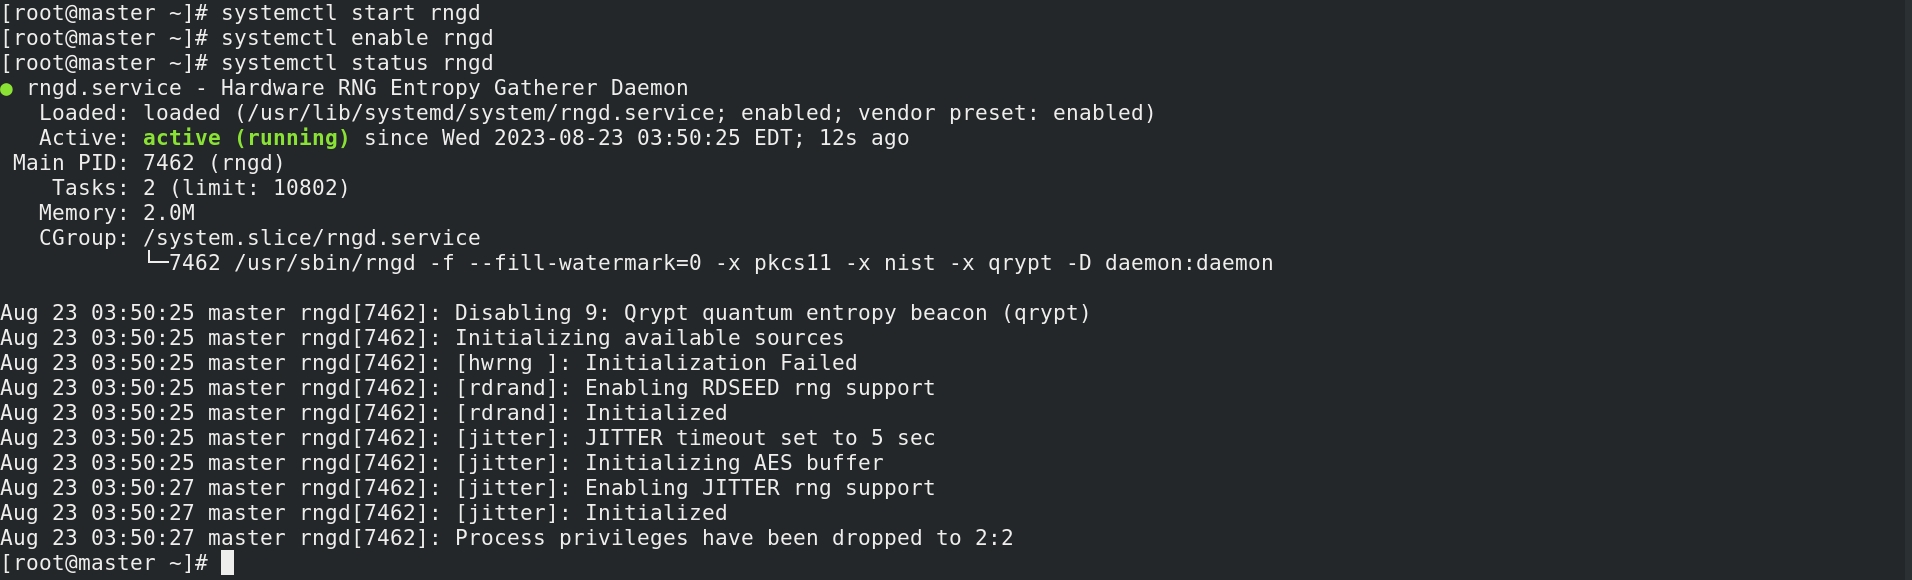 [root@master ~]# systemctl start rngd
[root@master ~]# systemctl enable rngd
[root@master ~]# systemctl status rngd
● rngd.service - Hardware RNG Entropy Gatherer Daemon
   Loaded: loaded (/usr/lib/systemd/system/rngd.service; enabled; vendor preset: enabled)
   Active: active (running) since Wed 2023-08-23 03:50:25 EDT; 12s ago
 Main PID: 7462 (rngd)
    Tasks: 2 (limit: 10802)
   Memory: 2.0M
   CGroup: /system.slice/rngd.service
           └─7462 /usr/sbin/rngd -f --fill-watermark=0 -x pkcs11 -x nist -x qrypt -D daemon:daemon

Aug 23 03:50:25 master rngd[7462]: Disabling 9: Qrypt quantum entropy beacon (qrypt)
Aug 23 03:50:25 master rngd[7462]: Initializing available sources
Aug 23 03:50:25 master rngd[7462]: [hwrng ]: Initialization Failed
Aug 23 03:50:25 master rngd[7462]: [rdrand]: Enabling RDSEED rng support
Aug 23 03:50:25 master rngd[7462]: [rdrand]: Initialized
Aug 23 03:50:25 master rngd[7462]: [jitter]: JITTER timeout set to 5 sec
Aug 23 03:50:25 master rngd[7462]: [jitter]: Initializing AES buffer
Aug 23 03:50:27 master rngd[7462]: [jitter]: Enabling JITTER rng support
Aug 23 03:50:27 master rngd[7462]: [jitter]: Initialized
Aug 23 03:50:27 master rngd[7462]: Process privileges have been dropped to 2:2
[root@master ~]#